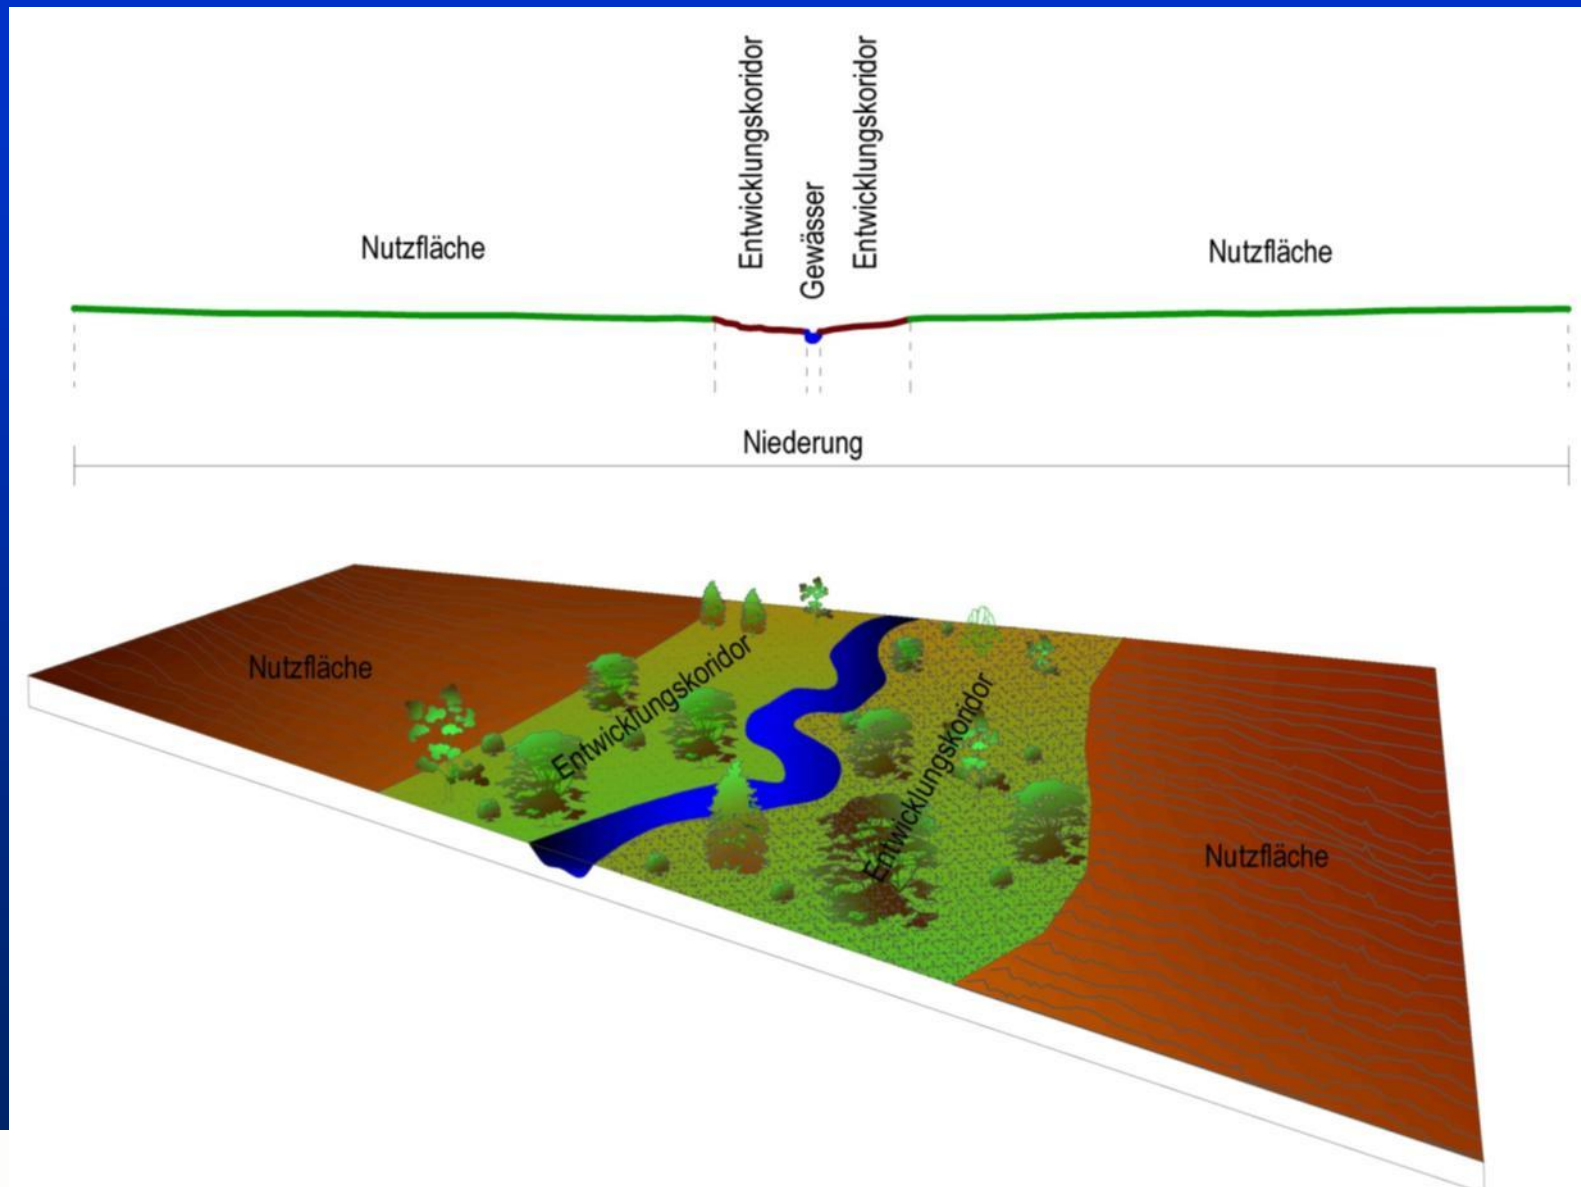 Entwicklungskoridor
Gewässer
Entwicklungskoridor
Nutzfläche
Nutzfläche
Niederung
Nutzfläche
Entwicklungskoridor
Entwicklungskoridor
Nutzfläche